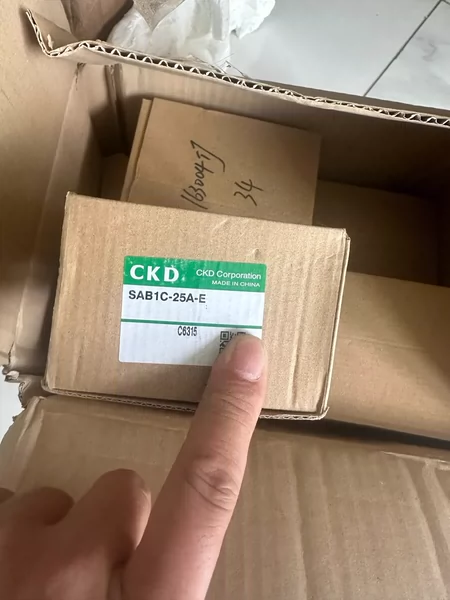 34
CKD
CKD Corporation
MADE IN CHINA
SAB1C-25A-E
C6315